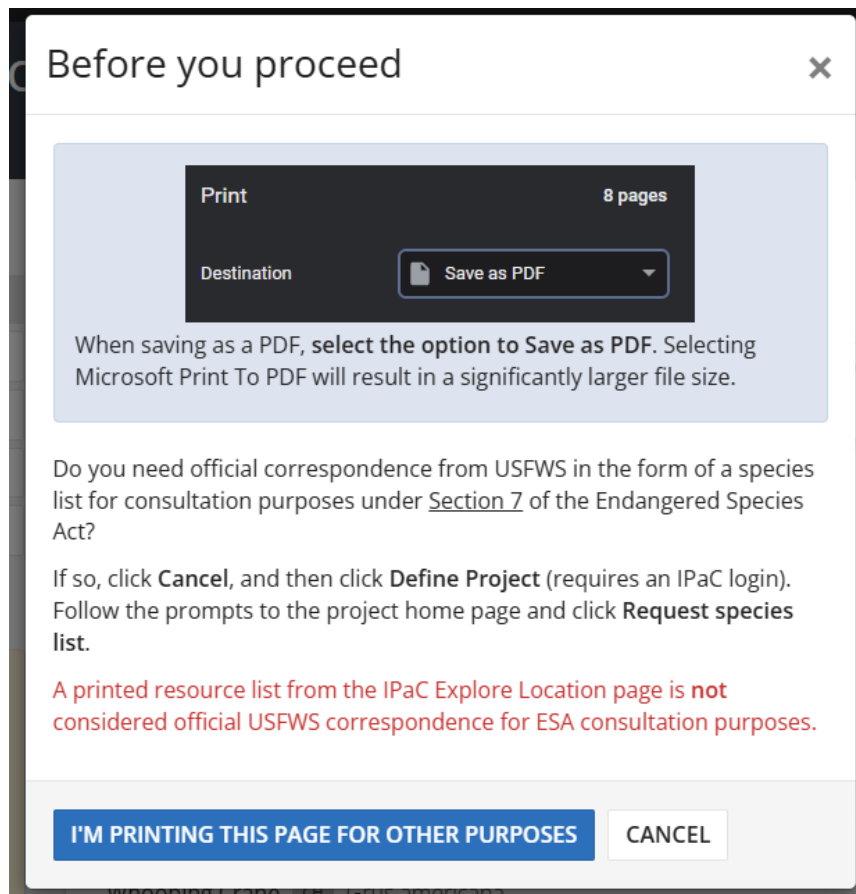 Before you proceed
×
Print
8 pages
Destination
Save as PDF
When saving as a PDF, select the option to Save as PDF. Selecting
Microsoft Print To PDF will result in a significantly larger file size.
Do you need official correspondence from USFWS in the form of a species
list for consultation purposes under Section 7 of the Endangered Species
Act?
If so, click Cancel, and then click Define Project (requires an IPaC login).
Follow the prompts to the project home page and click Request species
list.
A printed resource list from the IPaC Explore Location page is not
considered official USFWS correspondence for ESA consultation purposes.
I'M PRINTING THIS PAGE FOR OTHER PURPOSES
CANCEL
Whooping Crane Grus americana